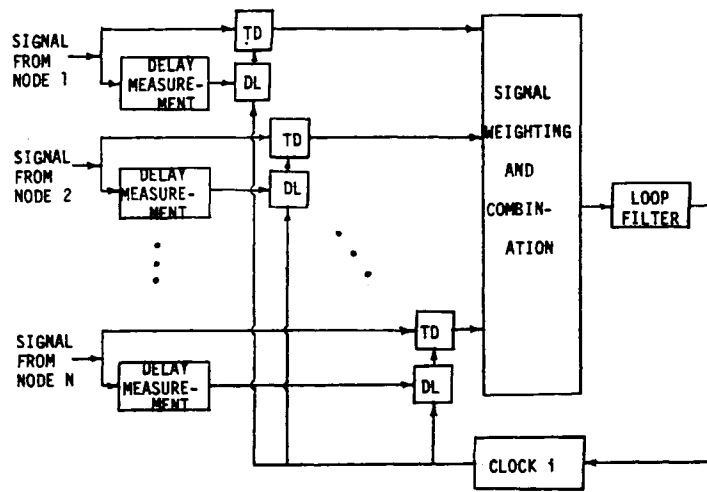 SIGNAL
FROM
NODE 1
DELAY
MEASURE-
MENT
TD
DL
SIGNAL
FROM
NODE 2
DELAY
MEASURE-
MENT
TD
DL
SIGNAL
FROM
NODE N
DELAY
MEASURE-
MENT
TD
DL
SIGNAL
WEIGHTING
AND
COMBIN-
ATION
LOOP
FILTER
CLOCK i